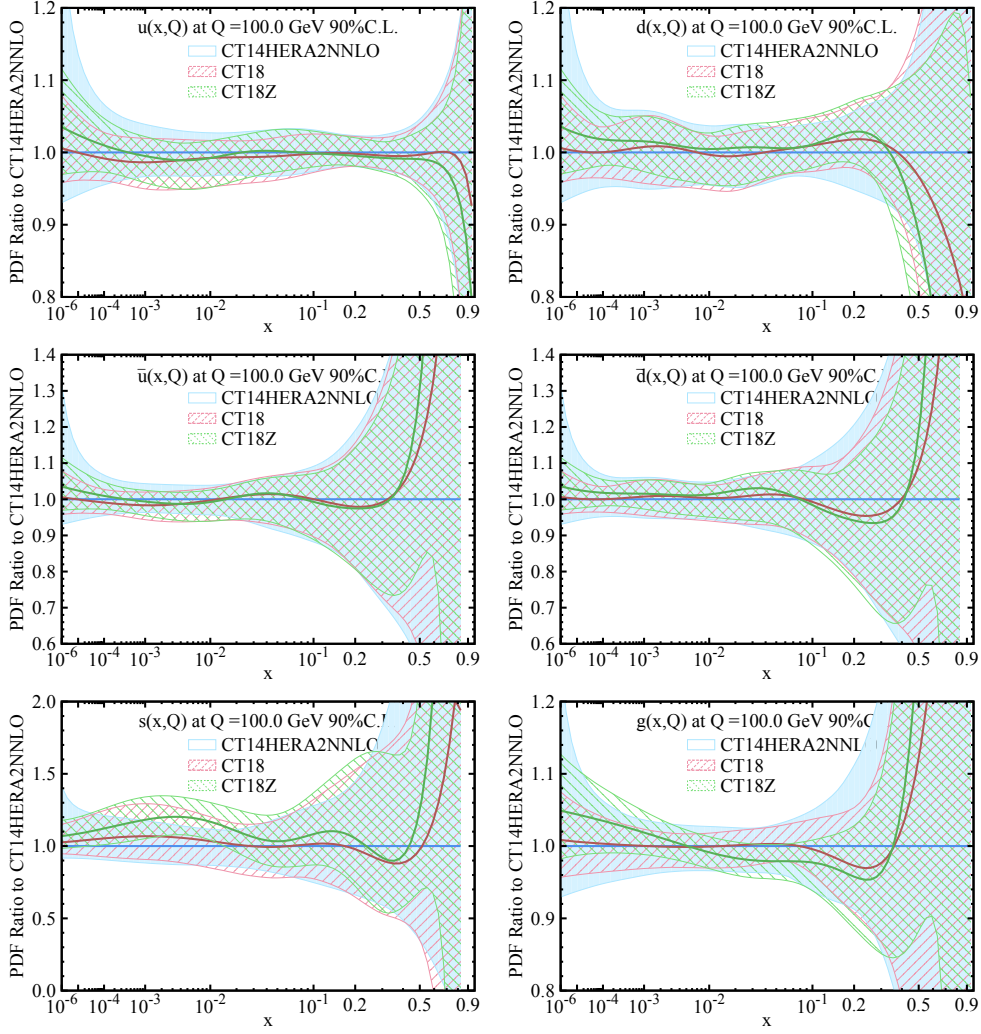 u(x,Q) at Q =100.0 GeV 90%C.L.
CT14HERA2NNLO
CT18
CT18Z
PDF Ratio to CT14HERA2NNLO
1.2
1.1
1.0
0.9
0.8
10-6 10-4 10-3 10-2 10-1 0.2 0.5 0.9
x
d(x,Q) at Q =100.0 GeV 90%C.L.
CT14HERA2NNLO
CT18
CT18Z
PDF Ratio to CT14HERA2NNLO
1.2
1.1
1.0
0.9
0.8
10-6 10-4 10-3 10-2 10-1 0.2 0.5 0.9
x
u̅(x,Q) at Q =100.0 GeV 90%C.L
CT14HERA2NNLO
CT18
CT18Z
PDF Ratio to CT14HERA2NNLO
1.4
1.3
1.2
1.1
1.0
0.9
0.8
0.7
0.6
10-6 10-4 10-3 10-2 10-1 0.2 0.5 0.9
x
d̅(x,Q) at Q =100.0 GeV 90%C.L
CT14HERA2NNLO
CT18
CT18Z
PDF Ratio to CT14HERA2NNLO
1.4
1.3
1.2
1.1
1.0
0.9
0.8
0.7
0.6
10-6 10-4 10-3 10-2 10-1 0.2 0.5 0.9
x
s(x,Q) at Q =100.0 GeV 90%C.L
CT14HERA2NNLO
CT18
CT18Z
PDF Ratio to CT14HERA2NNLO
2.0
1.5
1.0
0.5
0.0
10-6 10-4 10-3 10-2 10-1 0.2 0.5 0.9
x
g(x,Q) at Q =100.0 GeV 90%C
CT14HERA2NNL
CT18
CT18Z
PDF Ratio to CT14HERA2NNLO
1.2
1.1
1.0
0.9
0.8
10-6 10-4 10-3 10-2 10-1 0.2 0.5 0.9
x